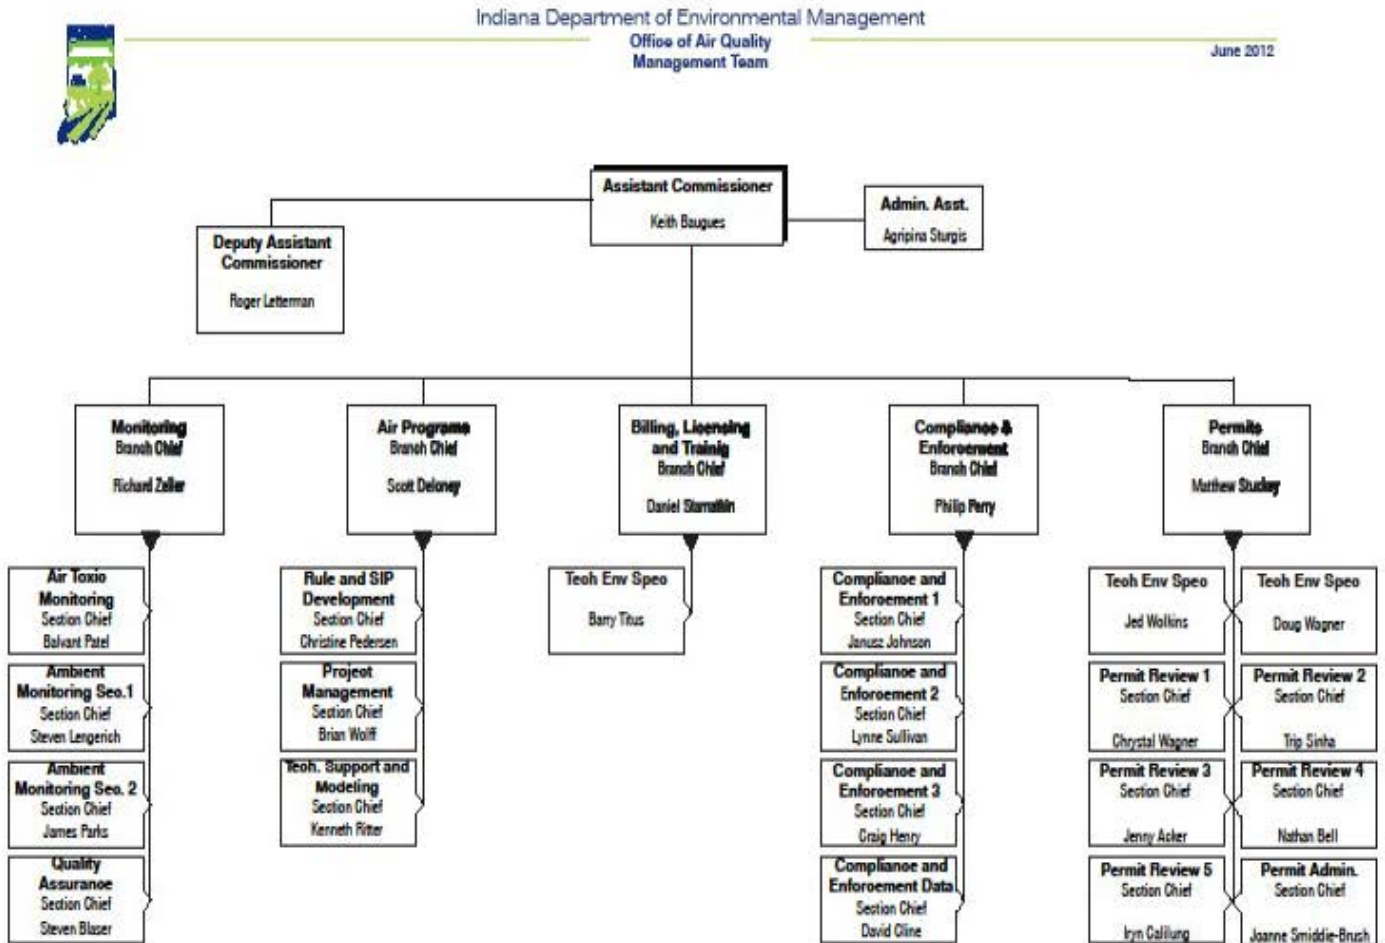 Indiana Department of Environmental Management
Office of Air Quality
Management Team
June 2012
Assistant Commissioner
Keith Baugues
Admin. Asst.
Agripina Sturgis
Deputy Assistant
Commissioner
Roger Letterman
Monitoring
Branch Chief
Richard Zeiler
Air Programs
Branch Chief
Scott Deloney
Billing, Licensing
and Trainig
Branch Chief
Daniel Stamatkin
Compliance &
Enforcement
Branch Chief
Philip Perry
Permits
Branch Chief
Matthew Stuckey
Air Toxic
Monitoring
Section Chief
Balvant Patel
Ambient
Monitoring Sec.1
Section Chief
Steven Lengerich
Ambient
Monitoring Sec. 2
Section Chief
James Parks
Quality
Assurance
Section Chief
Steven Blaser
Rule and SIP
Development
Section Chief
Christine Pedersen
Project
Management
Section Chief
Brian Wolff
Tech. Support and
Modeling
Section Chief
Kenneth Ritter
Tech Env Spec
Barry Titus
Compliance and
Enforcement 1
Section Chief
Janusz Johnson
Compliance and
Enforcement 2
Section Chief
Lynne Sullivan
Compliance and
Enforcement 3
Section Chief
Craig Henry
Compliance and
Enforcement Data
Section Chief
David Cline
Tech Env Spec
Jed Wolkins
Tech Env Spec
Doug Wagner
Permit Review 1
Section Chief
Chrystal Wagner
Permit Review 2
Section Chief
Trip Sinha
Permit Review 3
Section Chief
Jenny Acker
Permit Review 4
Section Chief
Nathan Bell
Permit Review 5
Section Chief
Iryn Calilung
Permit Admin.
Section Chief
Joanne Smiddie-Brush